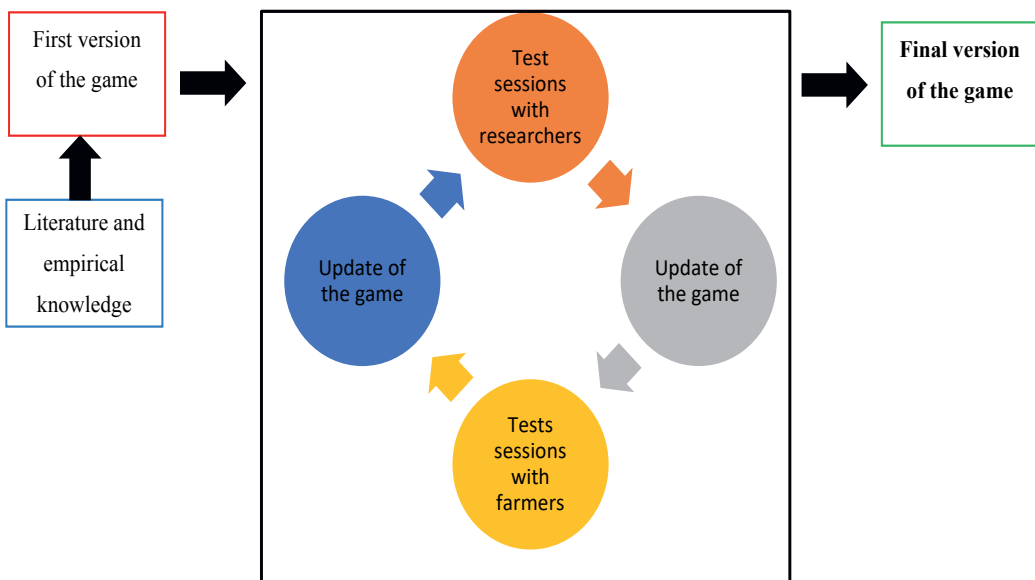 First version
of the game
Literature and
empirical
knowledge
Test
sessions
with
researchers
Update of
the game
Tests
sessions
with
farmers
Update of
the game
Final version
of the game